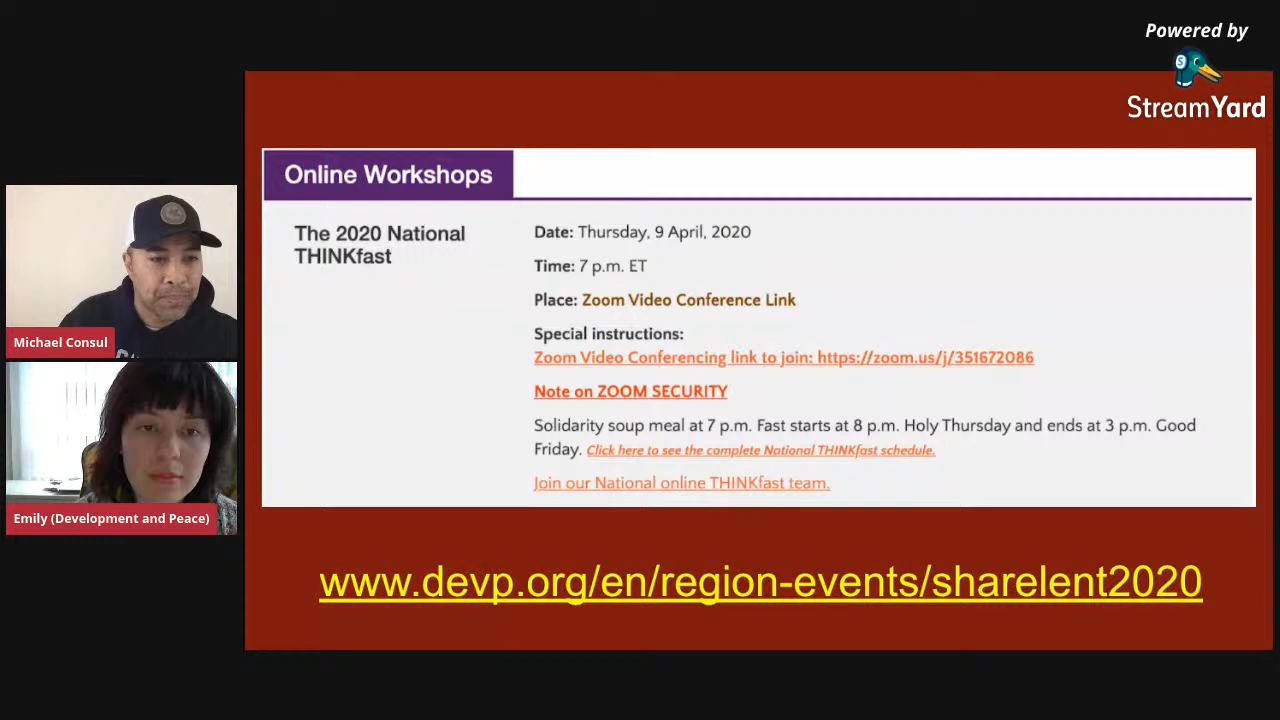 Powered by
StreamYard
Online Workshops
The 2020 National
THINKfast
Date: Thursday, 9 April, 2020
Time: 7 p.m. ET
Place: Zoom Video Conference Link
Special instructions:
Zoom Video Conferencing link to join: https://zoom.us/j/351672086
Note on ZOOM SECURITY
Solidarity soup meal at 7 p.m. Fast starts at 8 p.m. Holy Thursday and ends at 3 p.m. Good
Friday. Click here to see the complete National THINKfast schedule.
Join our National online THINKfast team.
www.devp.org/en/region-events/sharelent2020
Michael Consul
Emily (Development and Peace)